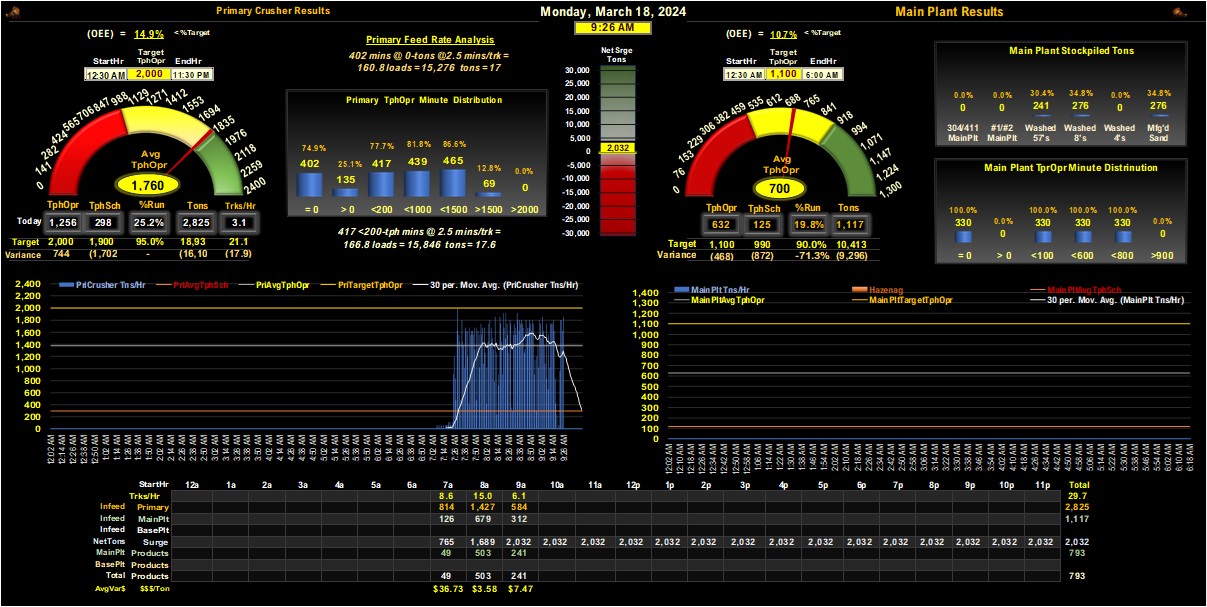 Primary Crusher Results
Monday, March 18, 2024
Main Plant Results
9:26 AM
(OEE) = 14.9% < %Target
StartHr Target TphOpr EndHr
12:30 AM 2,000 11:30 PM
0 141 282 424 565 706 847 988 1129 1271 1412 1553 1694 1835 1976 2118 2259 2400
Avg
TphOpr
1,760
TphOpr TphSch %Run Tons Trks/Hr
Today 1,256 298 25.2% 2,825 3.1
Target 2,000 1,900 95.0% 18,93 21.1
Variance 744 (1,702 - (16,10 (17.9)
Primary Feed Rate Analysis
402 mins @ 0-tons @2.5 mins/trk =
160.8 loads = 15,276 tons = 17
Primary TphOpr Minute Distribution
74.9% 25.1% 77.7% 81.8% 86.6% 12.8% 0.0%
402 135 417 439 465 69 0
= 0 > 0 <200 <1000 <1500 >1500 >2000
417 <200-tph mins @ 2.5 mins/trk =
166.8 loads = 15,846 tons = 17.6
Net Srge
Tons
30,000
25,000
20,000
15,000
10,000
5,000
0
-5,000
-10,000
-15,000
-20,000
-25,000
-30,000
2,032
(OEE) = 10.7% < %Target
StartHr Target TphOpr EndHr
12:30 AM 1,100 6:00 AM
0 76 153 229 306 382 459 535 612 688 765 841 918 994 1,071 1,147 1,224 1,300
Avg
TphOpr
700
TphOpr TphSch %Run Tons
632 125 19.8% 1,117
Target 1,100 990 90.0% 10,413
Variance (468) (872) -71.3% (9,296)
Main Plant Stockpiled Tons
0.0% 0.0% 30.4% 34.8% 0.0% 34.8%
0 0 241 276 0 276
304/411 #1/#2 Washed Washed Washed Mfg'd
MainPlt MainPlt 57's 8's 4's Sand
Main Plant TprOpr Minute Distrinution
100.0% 0.0% 100.0% 100.0% 100.0% 0.0%
330 0 330 330 330 0
= 0 > 0 <100 <600 <800 >900
PriCrusher Tns/Hr PriAvgTphSch PriAvgTphOpr PriTargetTphOpr 30 per. Mov. Avg. (PriCrusher Tns/Hr)
2,400
2,200
2,000
1,800
1,600
1,400
1,200
1,000
800
600
400
200
0
12:02 AM 12:14 AM 12:26 AM 12:38 AM 12:50 AM 1:02 AM 1:14 AM 1:26 AM 1:38 AM 1:50 AM 2:02 AM 2:14 AM 2:26 AM 2:38 AM 2:50 AM 3:02 AM 3:14 AM 3:26 AM 3:38 AM 3:50 AM 4:02 AM 4:14 AM 4:26 AM 4:38 AM 4:50 AM 5:02 AM 5:14 AM 5:26 AM 5:38 AM 5:50 AM 6:02 AM 6:14 AM 6:26 AM 6:38 AM 6:50 AM 7:02 AM 7:14 AM 7:26 AM 7:38 AM 7:50 AM 8:02 AM 8:14 AM 8:26 AM 8:38 AM 8:50 AM 9:02 AM 9:14 AM 9:26 AM
MainPltTns/Hr Hazenag MainPltAvgTphSch
MainPltAvgTphOpr MainPltTargetTphOpr 30 per. Mov. Avg. (MainPlt Tns/Hr)
1,400
1,300
1,200
1,100
1,000
900
800
700
600
500
400
300
200
100
0
12:02 AM 12:10 AM 12:18 AM 12:26 AM 12:34 AM 12:42 AM 12:50 AM 12:58 AM 1:06 AM 1:14 AM 1:22 AM 1:30 AM 1:38 AM 1:46 AM 1:54 AM 2:02 AM 2:10 AM 2:18 AM 2:26 AM 2:34 AM 2:42 AM 2:50 AM 2:58 AM 3:06 AM 3:14 AM 3:22 AM 3:30 AM 3:38 AM 3:46 AM 3:54 AM 4:02 AM 4:10 AM 4:18 AM 4:26 AM 4:34 AM 4:42 AM 4:50 AM 4:58 AM 5:06 AM 5:14 AM 5:22 AM 5:30 AM 5:38 AM 5:46 AM 5:54 AM 6:02 AM 6:10 AM 6:18 AM
StartHr 12a 1a 2a 3a 4a 5a 6a 7a 8a 9a 10a 11a 12p 1p 2p 3p 4p 5p 6p 7p 8p 9p 10p 11p Total
Trks/Hr 8.6 15.0 6.1 29.7
Infeed Primary 814 1,427 584 2,825
Infeed MainPlt 126 679 312 1,117
Infeed BasePlt
NetTons Surge 765 1,689 2,032 2,032 2,032 2,032 2,032 2,032 2,032 2,032 2,032 2,032 2,032 2,032 2,032 2,032 2,032 2,032
MainPlt Products 49 503 241 793
BasePlt Products
Total Products 49 503 241 793
AvgVar$ $$$/Ton $36.73 $3.58 $7.47